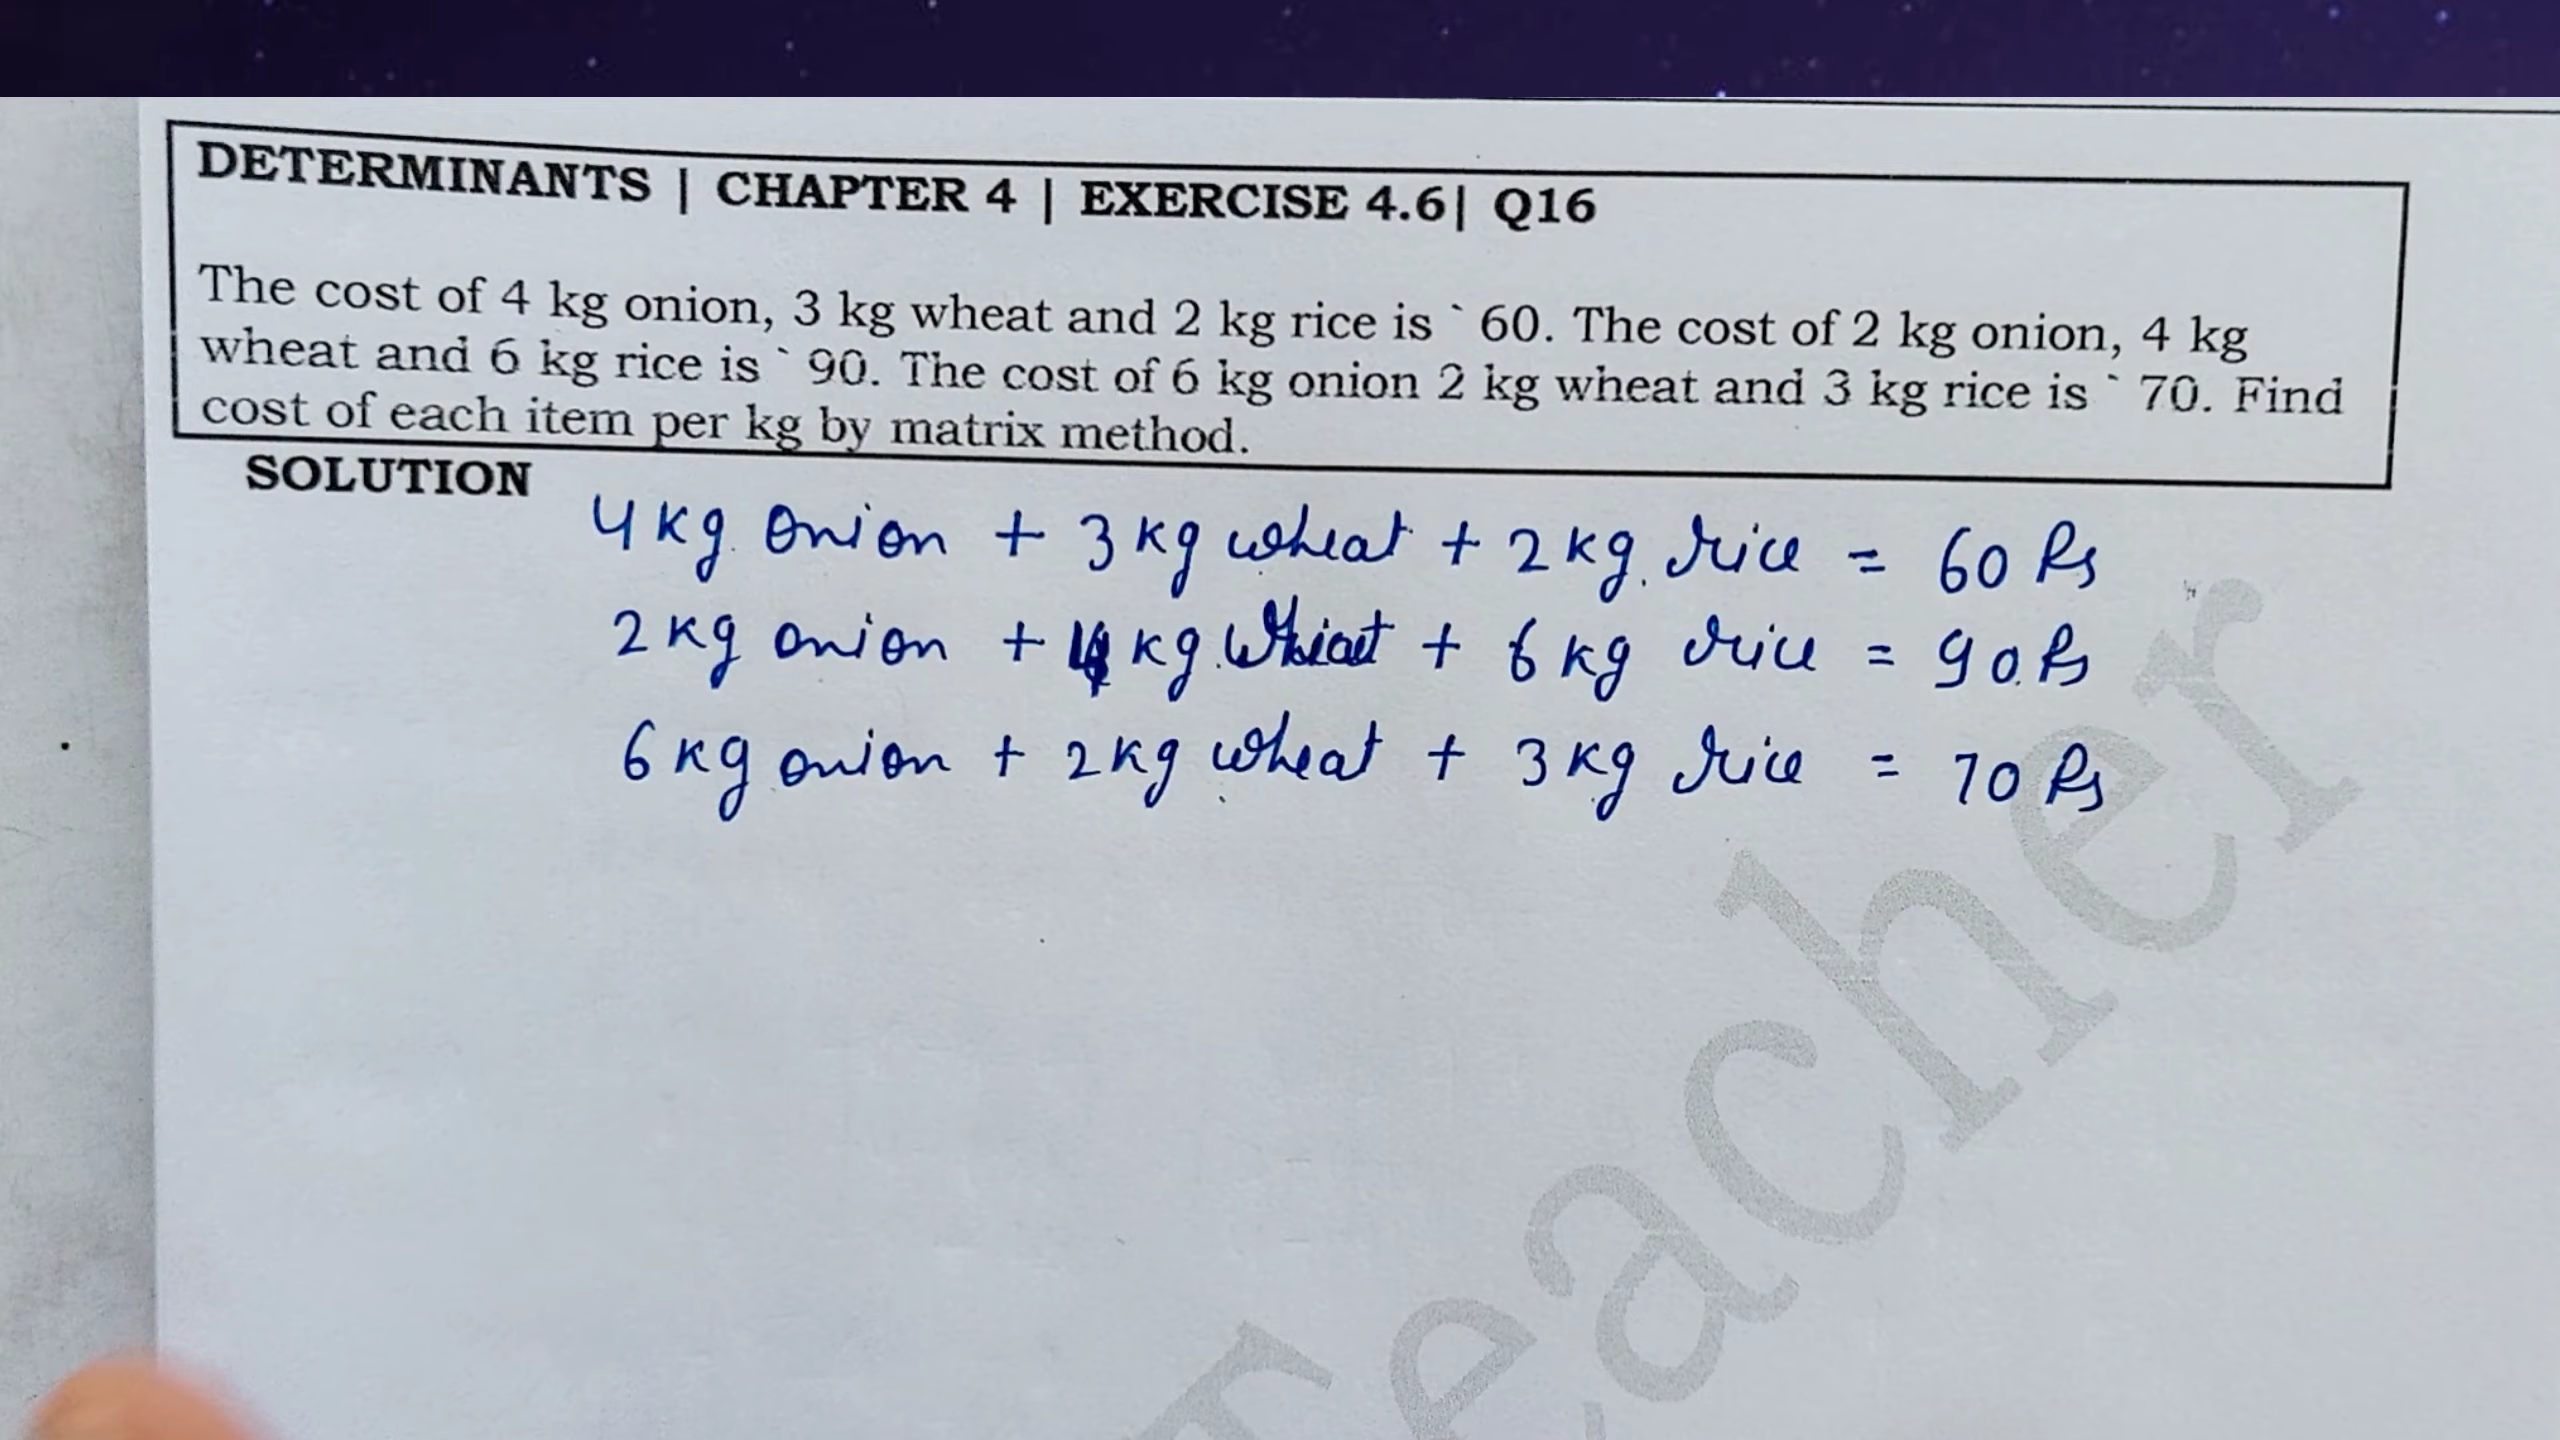 DETERMINANTS | CHAPTER 4 | EXERCISE 4.6| Q16
The cost of 4 kg onion, 3 kg wheat and 2 kg rice is ` 60. The cost of 2 kg onion, 4 kg
wheat and 6 kg rice is ` 90. The cost of 6 kg onion 2 kg wheat and 3 kg rice is ` 70. Find
cost of each item per kg by matrix method.
SOLUTION
4 kg onion + 3 kg wheat + 2 kg rice = 60 Rs
2 kg onion + 4 kg wheat + 6 kg rice = 90 Rs
6 kg onion + 2 kg wheat + 3 kg rice = 70 Rs
Teacher